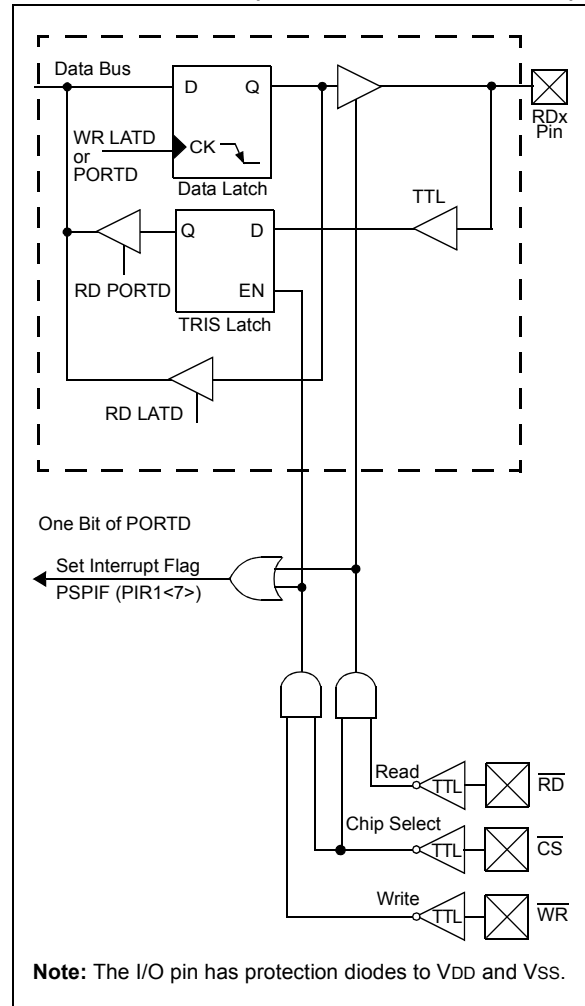 Data Bus
D Q
RDx
Pin
WR LATD
or
PORTD
CK
Data Latch
TTL
Q D
RD PORTD
EN
TRIS Latch
RD LATD
One Bit of PORTD
Set Interrupt Flag
PSPIF (PIR1<7>)
Read
TTL
RD
Chip Select
TTL
CS
Write
TTL
WR
Note: The I/O pin has protection diodes to VDD and VSS.